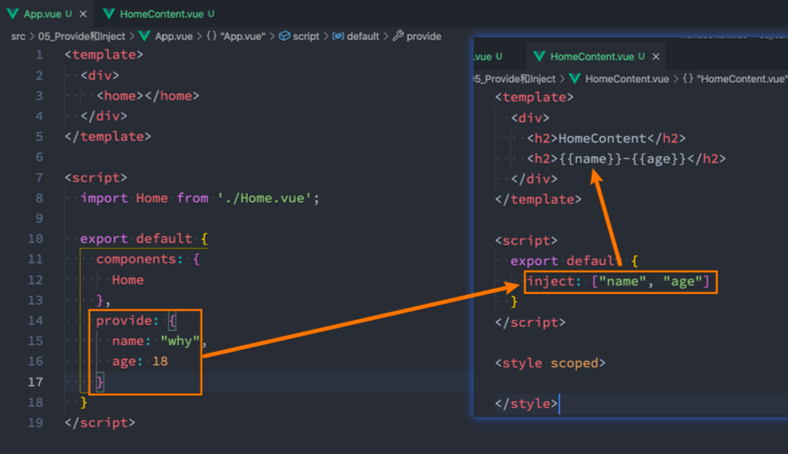 App.vue U ×
HomeContent.vue U
src > 05_Provide和Inject > App.vue > {} "App.vue" > script > default > provide
1 <template>
2 <div>
3 <home></home>
4 </div>
5 </template>
6
7 <script>
8 import Home from './Home.vue';
9
10 export default {
11 components: {
12 Home
13 },
14 provide: {
15 name: "why",
16 age: 18
17 }
18 }
19 </script>
.vue U
HomeContent.vue U ×
05_Provide和Inject > HomeContent.vue > {} "HomeContent.vue"
<template>
<div>
<h2>HomeContent</h2>
<h2>{{name}}-{{age}}</h2>
</div>
</template>
<script>
export default {
inject: ["name", "age"]
}
</script>
<style scoped>
</style>